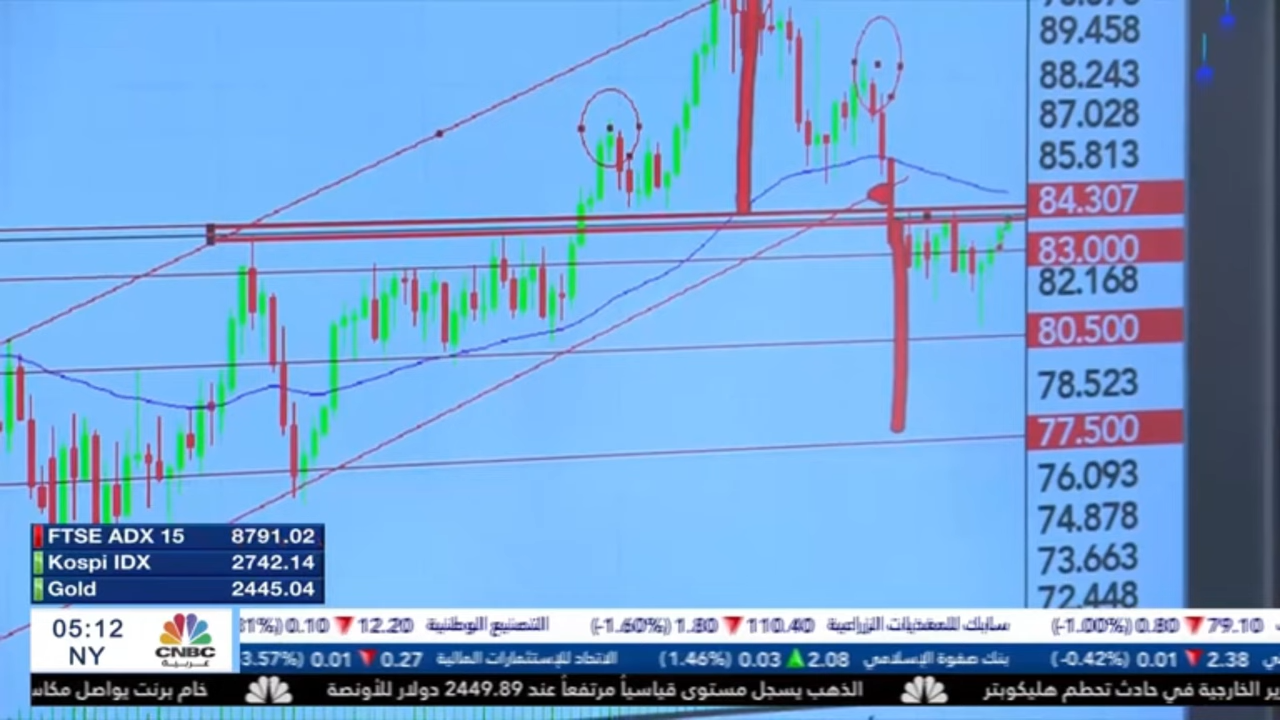 89.458
88.243
87.028
85.813
84.307
83.000
82.168
80.500
78.523
77.500
76.093
74.878
73.663
72.448
FTSE ADX 15 8791.02
Kospi IDX 2742.14
Gold 2445.04
05:12
NY
CNBC
عربية
79.10 ▼ 0.80 (-1.00%) سابك للمغذيات الزراعية 110.40 ▼ 1.80 (-1.60%) التصنيع الوطنية 12.20 ▼ 0.10
2.38 ▼ 0.01 (-0.42%) بنك صفوة الإسلامي 2.08 ▲ 0.03 (1.46%) الاتحاد للإستثمارات المالية 0.27 ▼ 0.01
ير الخارجية في حادث تحطم هليكوبتر الذهب يسجل مستوى قياسياً مرتفعاً عند 2449.89 دولار للأونصة خام برنت يواصل مكاس